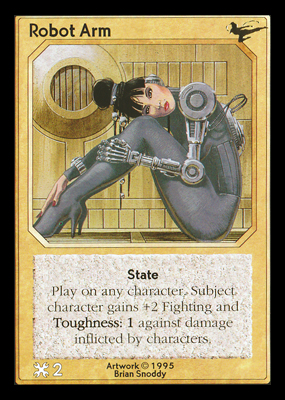 Robot Arm
State
Play on any character. Subject
character gains +2 Fighting and
Toughness: 1 against damage
inflicted by characters.
2
Artwork © 1995
Brian Snoddy